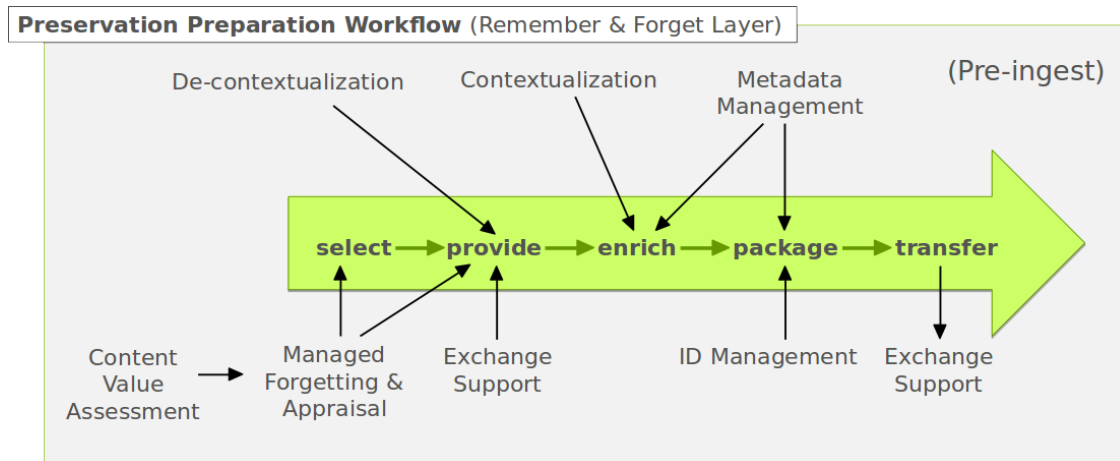 Preservation Preparation Workflow (Remember & Forget Layer)
(Pre-ingest)
De-contextualization
Contextualization
Metadata
Management
select
provide
enrich
package
transfer
Content
Value
Assessment
Managed
Forgetting &
Appraisal
Exchange
Support
ID Management
Exchange
Support